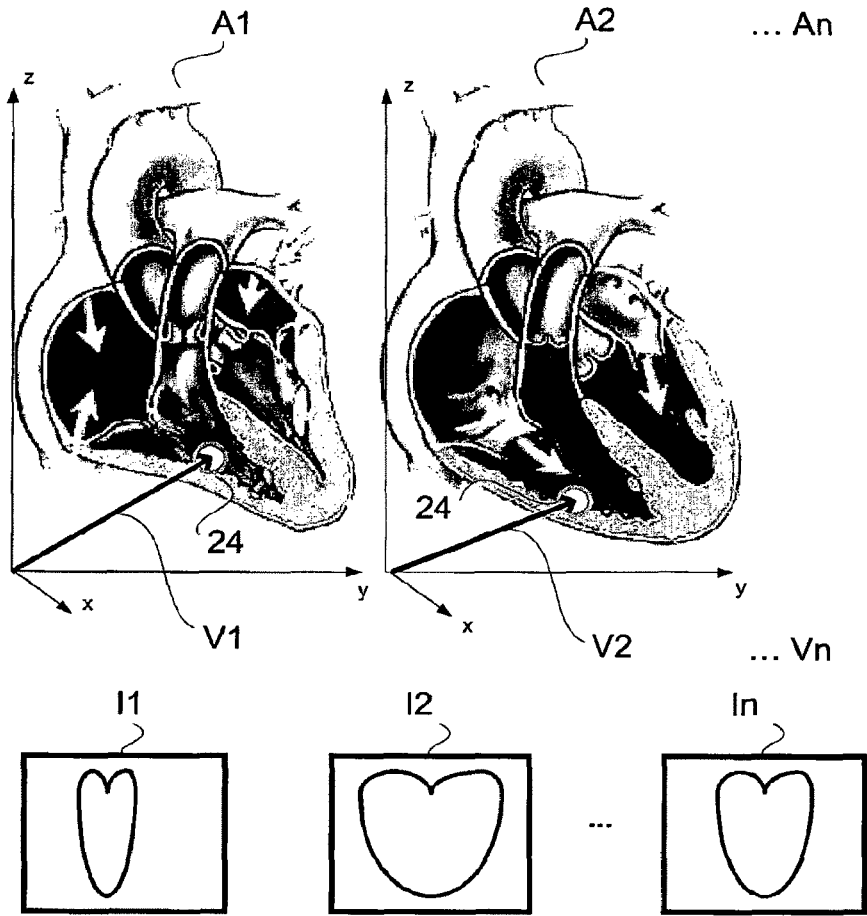 A1 A2 ... An
z z
24 24
y y
x x
V1 V2 ... Vn
I1 I2 In
...